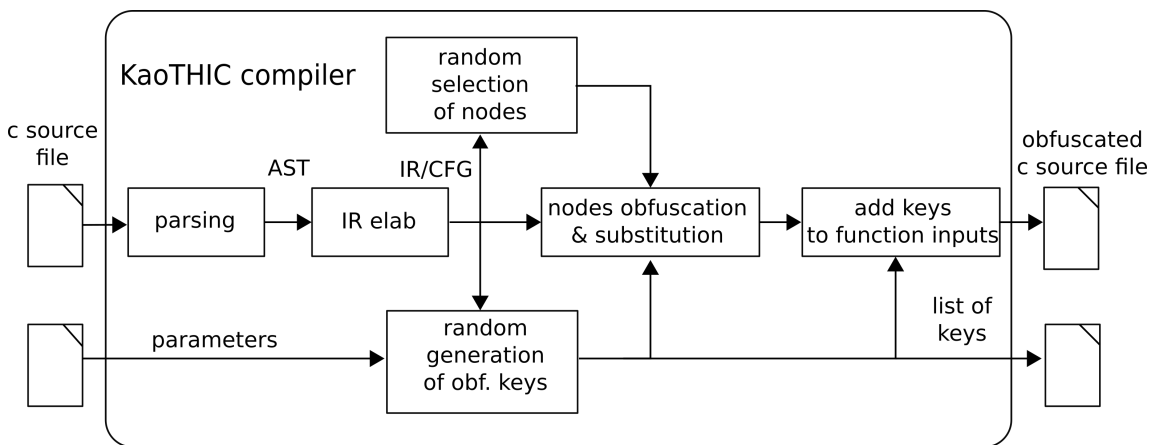 KaoTHIC compiler
random
selection
of nodes
c source
file
AST
IR/CFG
obfuscated
c source file
parsing
IR elab
nodes obfuscation
& substitution
add keys
to function inputs
parameters
random
generation
of obf. keys
list of
keys